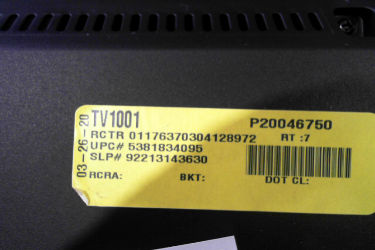 03-26-20
TV1001 P20046750
RCTR 01176370304128972 RT :7
UPC# 5381834095
SLP# 92213143630
RCRA: BKT: DOT CL: